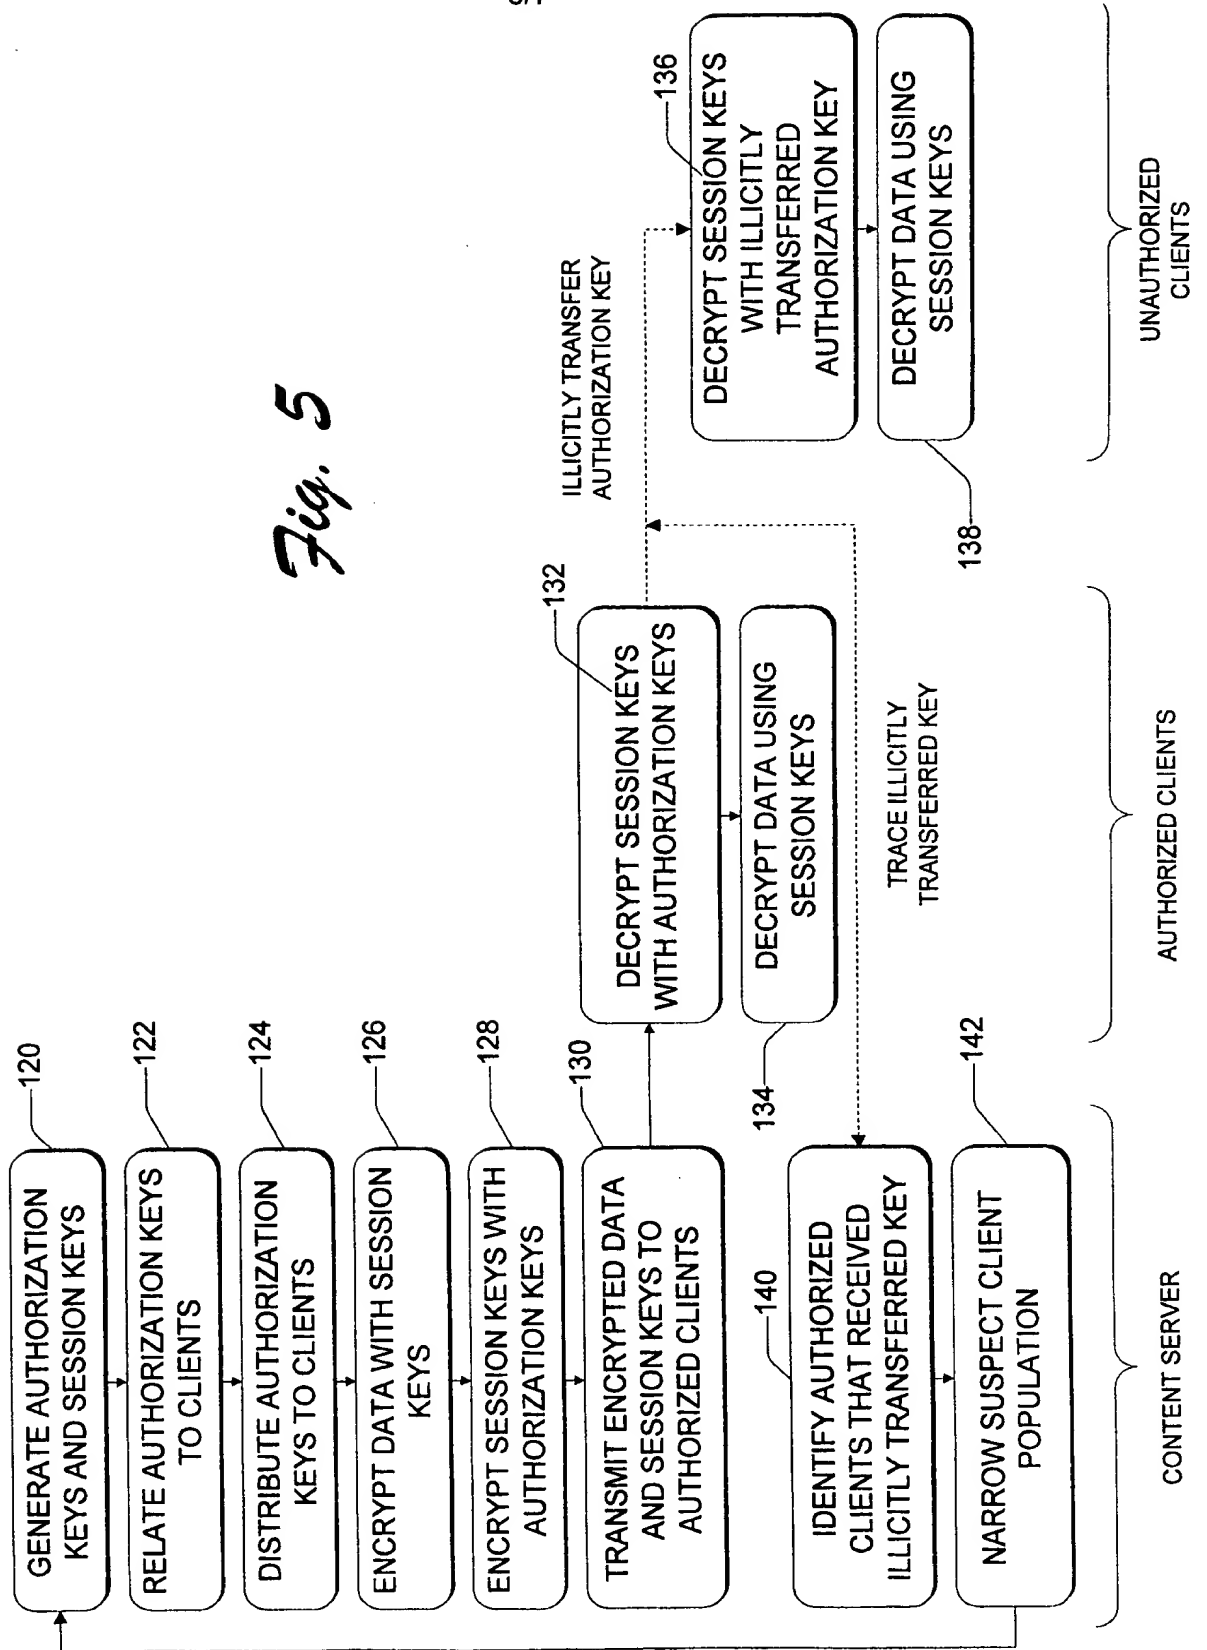 Fig. 5
GENERATE AUTHORIZATION
KEYS AND SESSION KEYS
120
RELATE AUTHORIZATION KEYS
TO CLIENTS
122
DISTRIBUTE AUTHORIZATION
KEYS TO CLIENTS
124
ENCRYPT DATA WITH SESSION
KEYS
126
ENCRYPT SESSION KEYS WITH
AUTHORIZATION KEYS
128
TRANSMIT ENCRYPTED DATA
AND SESSION KEYS TO
AUTHORIZED CLIENTS
130
IDENTIFY AUTHORIZED
CLIENTS THAT RECEIVED
ILLICITLY TRANSFERRED KEY
140
NARROW SUSPECT CLIENT
POPULATION
142
CONTENT SERVER
DECRYPT SESSION KEYS
WITH AUTHORIZATION KEYS
132
DECRYPT DATA USING
SESSION KEYS
134
TRACE ILLICITLY
TRANSFERRED KEY
AUTHORIZED CLIENTS
ILLICITLY TRANSFER
AUTHORIZATION KEY
DECRYPT SESSION KEYS
WITH ILLICITLY
TRANSFERRED
AUTHORIZATION KEY
136
DECRYPT DATA USING
SESSION KEYS
138
UNAUTHORIZED
CLIENTS